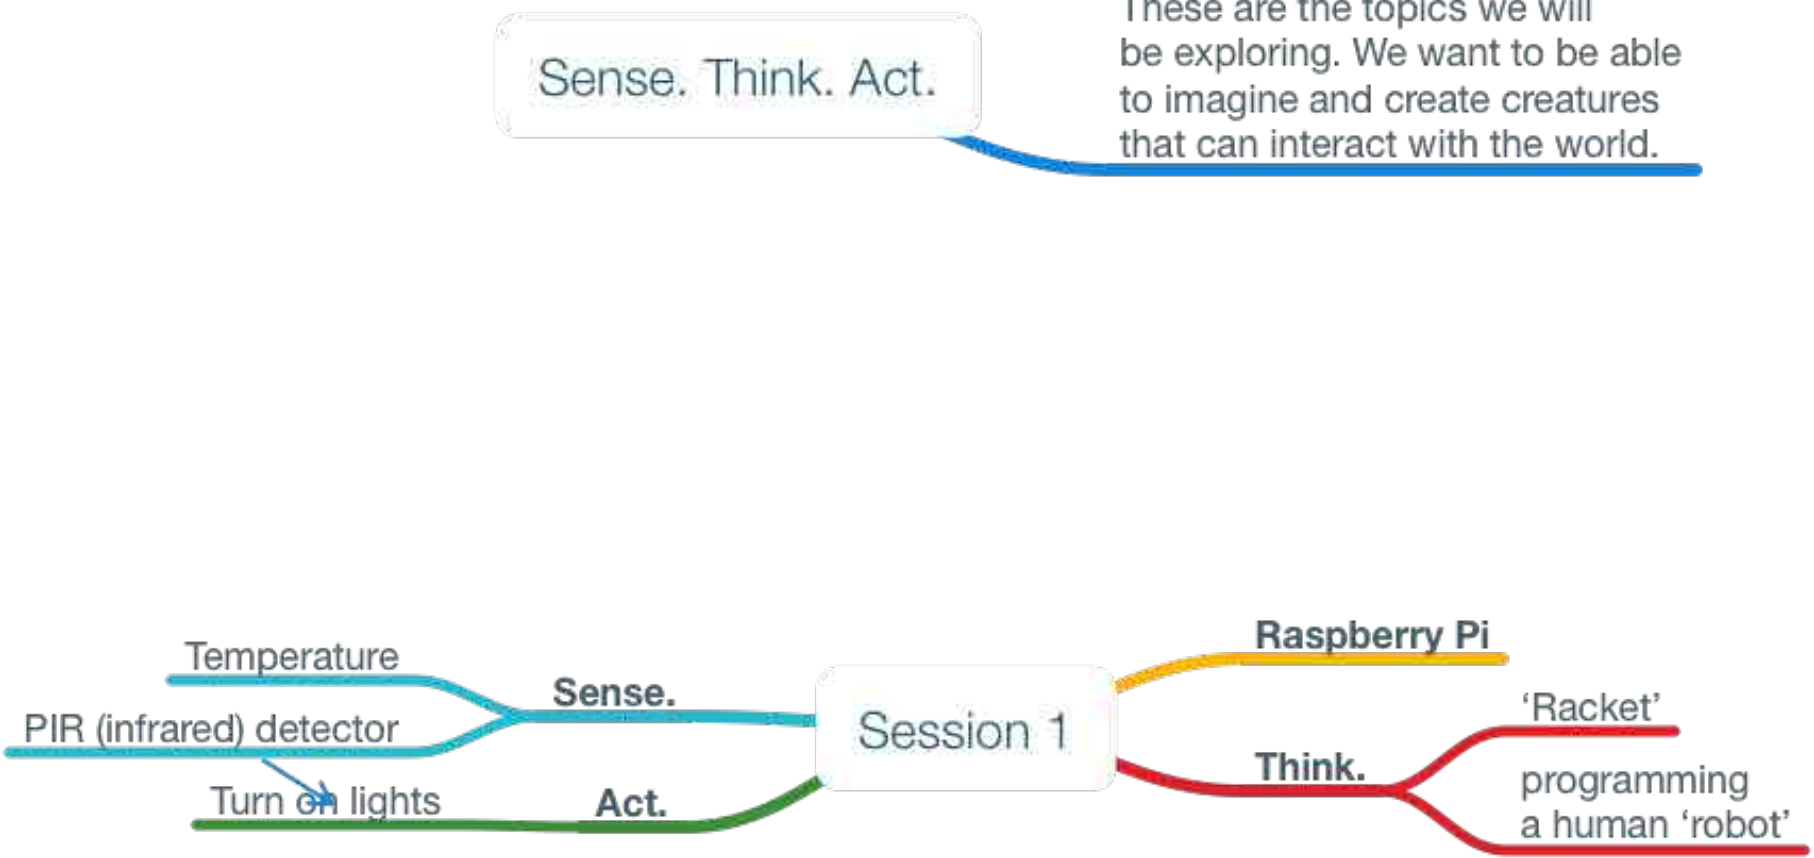 Sense. Think. Act.
These are the topics we will
be exploring. We want to be able
to imagine and create creatures
that can interact with the world.
Session 1
Sense.
Temperature
PIR (infrared) detector
Act.
Turn on lights
Raspberry Pi
Think.
‘Racket’
programming
a human ‘robot’